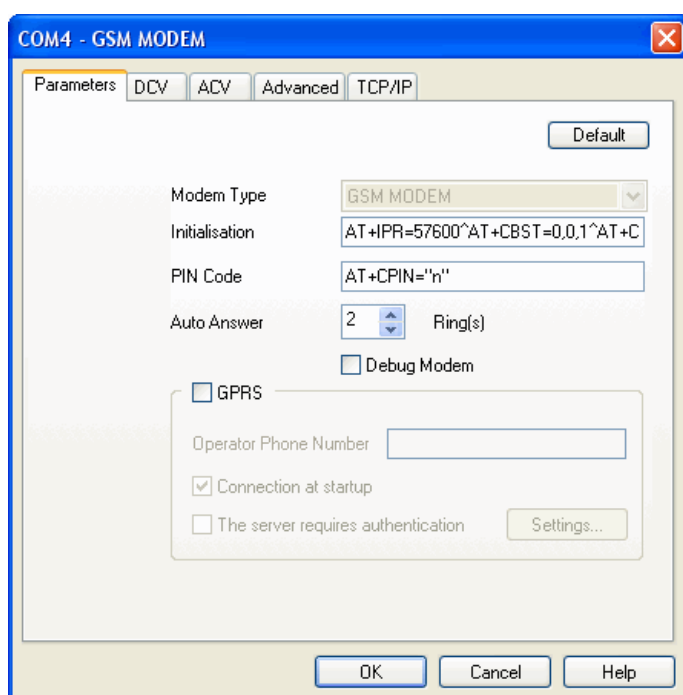 COM4 - GSM MODEM
Parameters DCV ACV Advanced TCP/IP
Default
Modem Type GSM MODEM
Initialisation AT+IPR=57600^AT+CBST=0,0,1^AT+C
PIN Code AT+CPIN="n"
Auto Answer 2 Ring(s)
Debug Modem
GPRS
Operator Phone Number
Connection at startup
The server requires authentication Settings...
OK Cancel Help